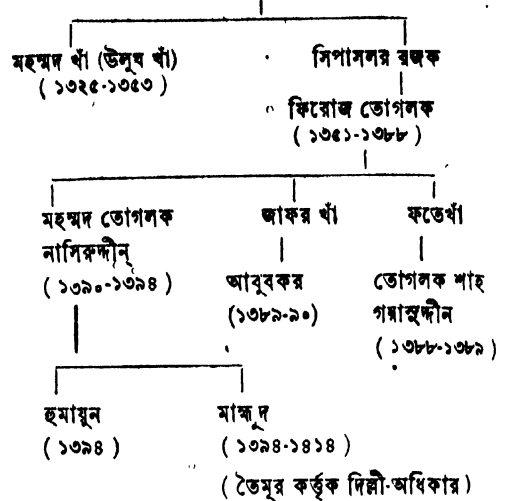 মহম্মদ খাঁ (উলুঘ খাঁ)
(১৩২৫-১৩৫৩)
সিপাসলর রজক
ফিরোজ তোগলক
(১৩৫১-১৩৮৮)
মহম্মদ তোগলক
নাসিরুদ্দীন্
(১৩৯০-১৩৯৪)
জাফর খাঁ
ফতেখাঁ
আবুবকর
(১৩৮৯-৯০)
তোগলক শাহ
গয়াসুদ্দীন
(১৩৮৮-১৩৮৯)
হুমায়ুন
(১৩৯৪)
মাহ্মুদ
(১৩৯৪-১৪১৪)
(তৈমূর কর্ত্তৃক দিল্লী-অধিকার)